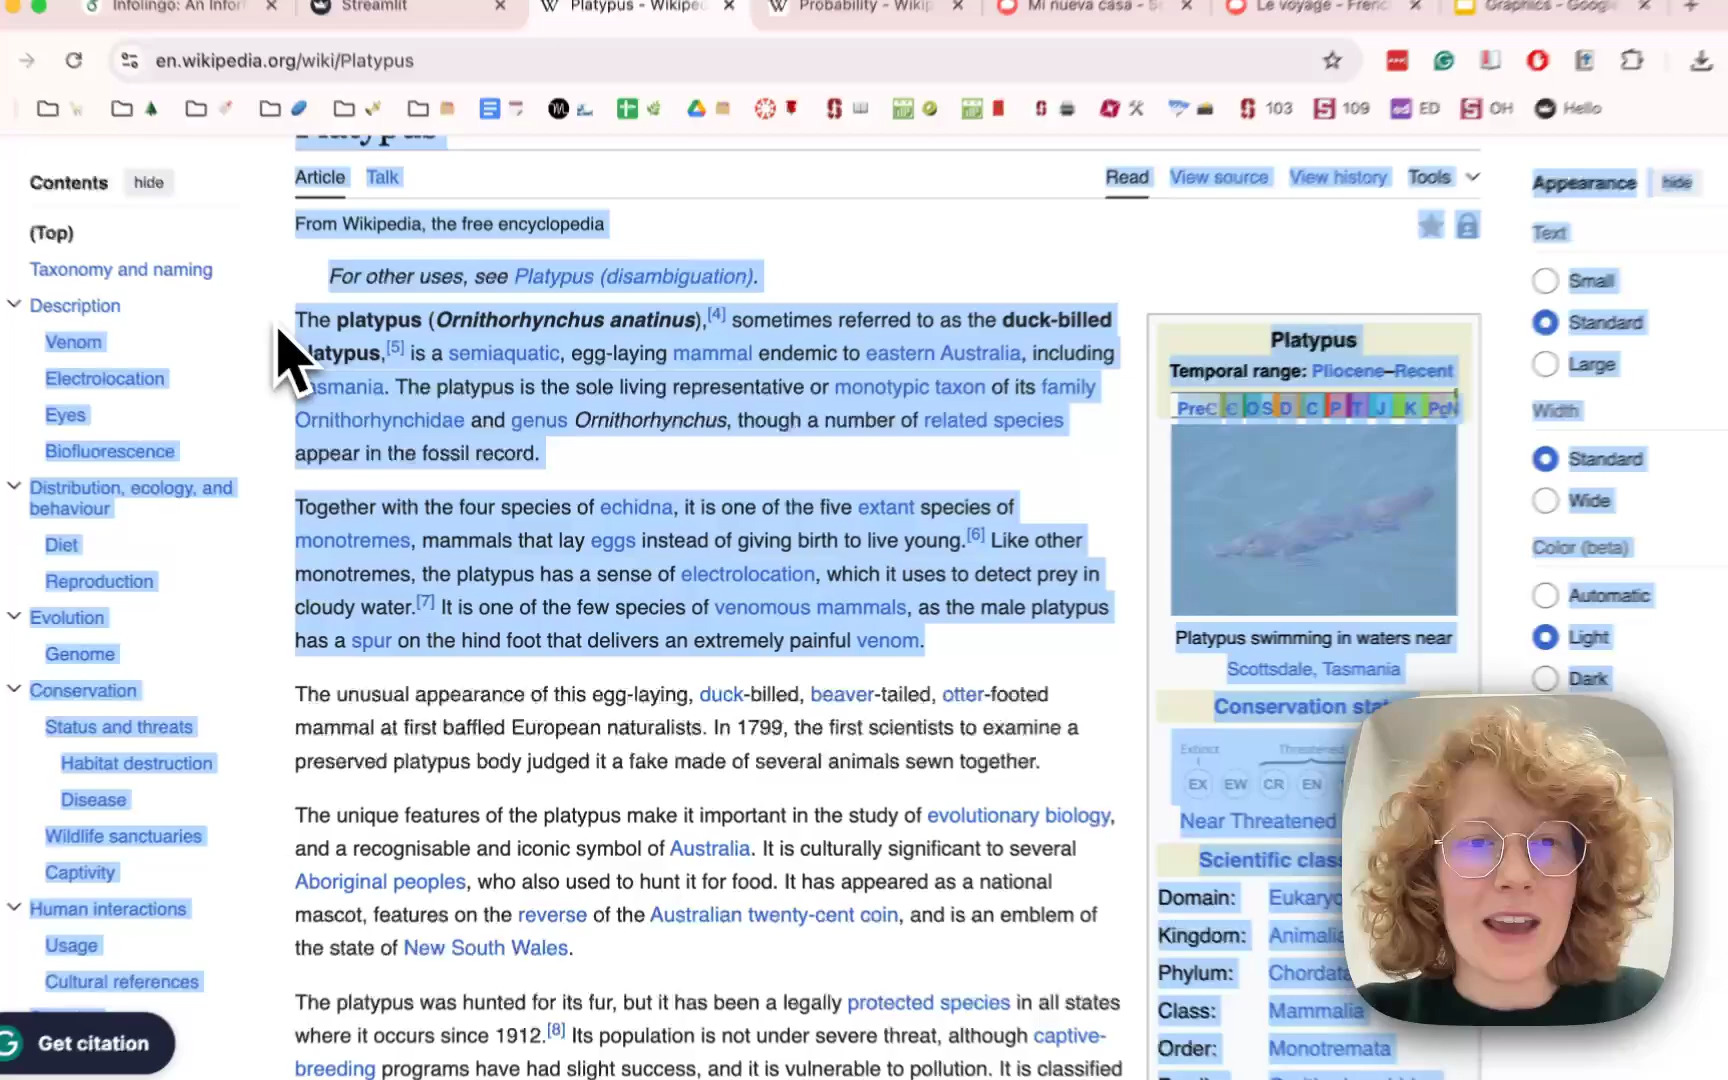 Infolingo: An Infor
Streamlit
Platypus - Wikiped
Probability - Wikip
Mi nueva casa - S
Le voyage - Frenc
Graphics - Google
en.wikipedia.org/wiki/Platypus
103
109
ED
OH
Hello
Platypus
Contents
hide
Article
Talk
Read
View source
View history
Tools
Appearance
hide
From Wikipedia, the free encyclopedia
(Top)
Taxonomy and naming
Description
Venom
Electrolocation
Eyes
Biofluorescence
Distribution, ecology, and
behaviour
Diet
Reproduction
Evolution
Genome
Conservation
Status and threats
Habitat destruction
Disease
Wildlife sanctuaries
Captivity
Human interactions
Usage
Cultural references
Get citation
For other uses, see Platypus (disambiguation).
The platypus (Ornithorhynchus anatinus),[4] sometimes referred to as the duck-billed
latypus,[5] is a semiaquatic, egg-laying mammal endemic to eastern Australia, including
asmania. The platypus is the sole living representative or monotypic taxon of its family
Ornithorhynchidae and genus Ornithorhynchus, though a number of related species
appear in the fossil record.
Together with the four species of echidna, it is one of the five extant species of
monotremes, mammals that lay eggs instead of giving birth to live young.[6] Like other
monotremes, the platypus has a sense of electrolocation, which it uses to detect prey in
cloudy water.[7] It is one of the few species of venomous mammals, as the male platypus
has a spur on the hind foot that delivers an extremely painful venom.
The unusual appearance of this egg-laying, duck-billed, beaver-tailed, otter-footed
mammal at first baffled European naturalists. In 1799, the first scientists to examine a
preserved platypus body judged it a fake made of several animals sewn together.
The unique features of the platypus make it important in the study of evolutionary biology,
and a recognisable and iconic symbol of Australia. It is culturally significant to several
Aboriginal peoples, who also used to hunt it for food. It has appeared as a national
mascot, features on the reverse of the Australian twenty-cent coin, and is an emblem of
the state of New South Wales.
The platypus was hunted for its fur, but it has been a legally protected species in all states
where it occurs since 1912.[8] Its population is not under severe threat, although captive-
breeding programs have had slight success, and it is vulnerable to pollution. It is classified
Platypus
Temporal range: Pliocene–Recent
PreꞒ Ꞓ O S D C P T J K PgN
Platypus swimming in waters near
Scottsdale, Tasmania
Conservation stat
Extinct
Threatened
EX EW CR EN
Near Threatened
Scientific class
Domain: Eukaryo
Kingdom: Animalia
Phylum: Chordata
Class: Mammalia
Order: Monotremata
Text
Small
Standard
Large
Width
Standard
Wide
Color (beta)
Automatic
Light
Dark